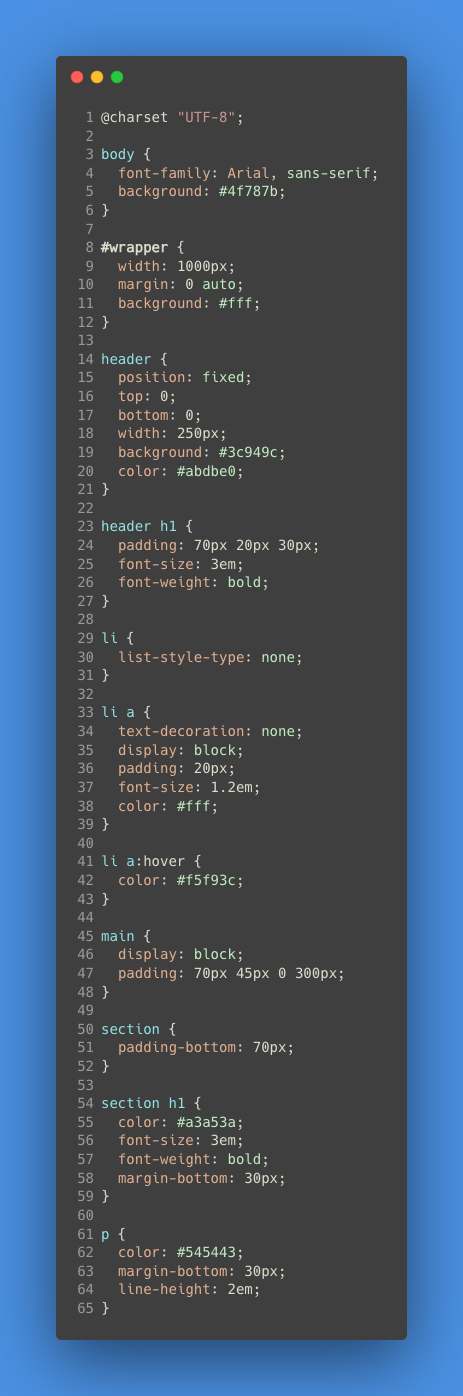 1 @charset "UTF-8";
2
3 body {
4   font-family: Arial, sans-serif;
5   background: #4f787b;
6 }
7
8 #wrapper {
9   width: 1000px;
10   margin: 0 auto;
11   background: #fff;
12 }
13
14 header {
15   position: fixed;
16   top: 0;
17   bottom: 0;
18   width: 250px;
19   background: #3c949c;
20   color: #abdbe0;
21 }
22
23 header h1 {
24   padding: 70px 20px 30px;
25   font-size: 3em;
26   font-weight: bold;
27 }
28
29 li {
30   list-style-type: none;
31 }
32
33 li a {
34   text-decoration: none;
35   display: block;
36   padding: 20px;
37   font-size: 1.2em;
38   color: #fff;
39 }
40
41 li a:hover {
42   color: #f5f93c;
43 }
44
45 main {
46   display: block;
47   padding: 70px 45px 0 300px;
48 }
49
50 section {
51   padding-bottom: 70px;
52 }
53
54 section h1 {
55   color: #a3a53a;
56   font-size: 3em;
57   font-weight: bold;
58   margin-bottom: 30px;
59 }
60
61 p {
62   color: #545443;
63   margin-bottom: 30px;
64   line-height: 2em;
65 }